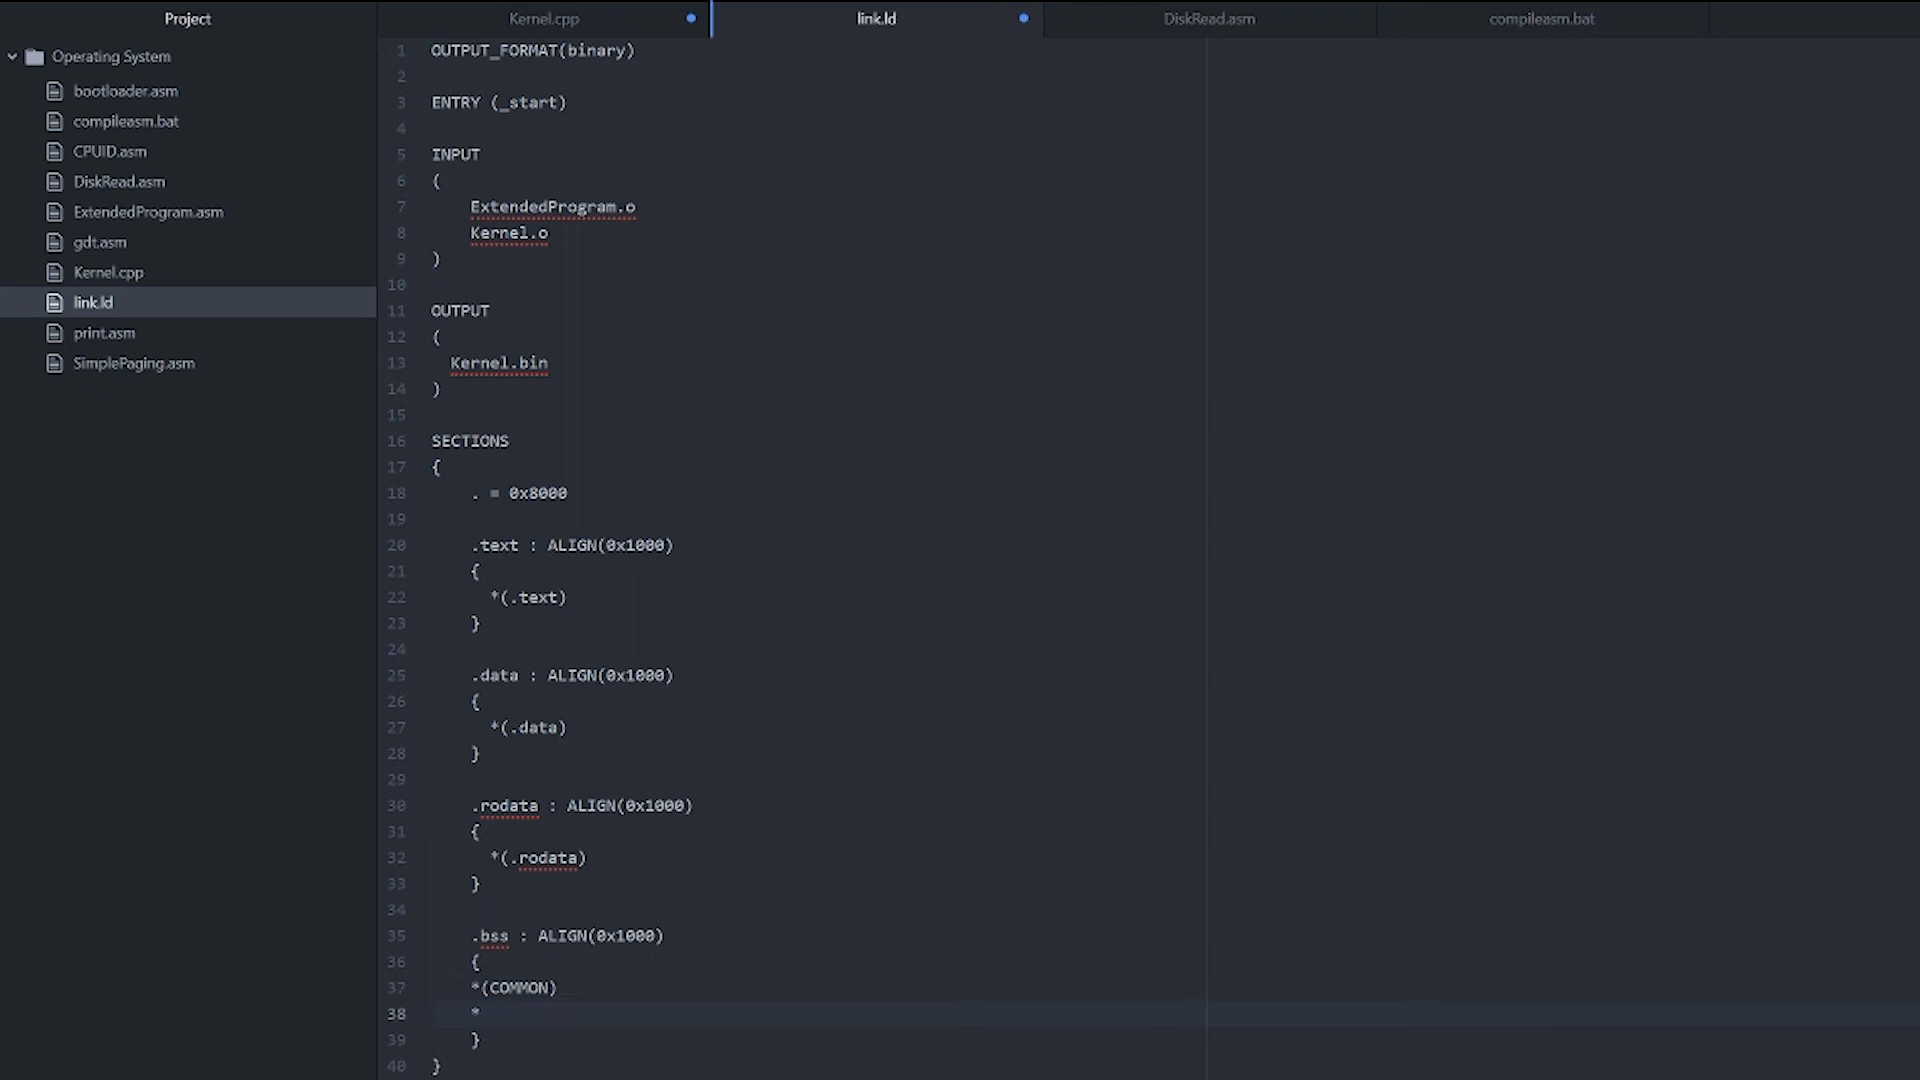 Project
Operating System
bootloader.asm
compileasm.bat
CPUID.asm
DiskRead.asm
ExtendedProgram.asm
gdt.asm
Kernel.cpp
link.ld
print.asm
SimplePaging.asm
Kernel.cpp
link.ld
DiskRead.asm
compileasm.bat
1 OUTPUT_FORMAT(binary)
2
3 ENTRY (_start)
4
5 INPUT
6 (
7 ExtendedProgram.o
8 Kernel.o
9 )
10
11 OUTPUT
12 (
13 Kernel.bin
14 )
15
16 SECTIONS
17 {
18 . = 0x8000
19
20 .text : ALIGN(0x1000)
21 {
22 *(.text)
23 }
24
25 .data : ALIGN(0x1000)
26 {
27 *(.data)
28 }
29
30 .rodata : ALIGN(0x1000)
31 {
32 *(.rodata)
33 }
34
35 .bss : ALIGN(0x1000)
36 {
37 *(COMMON)
38 *
39 }
40 }